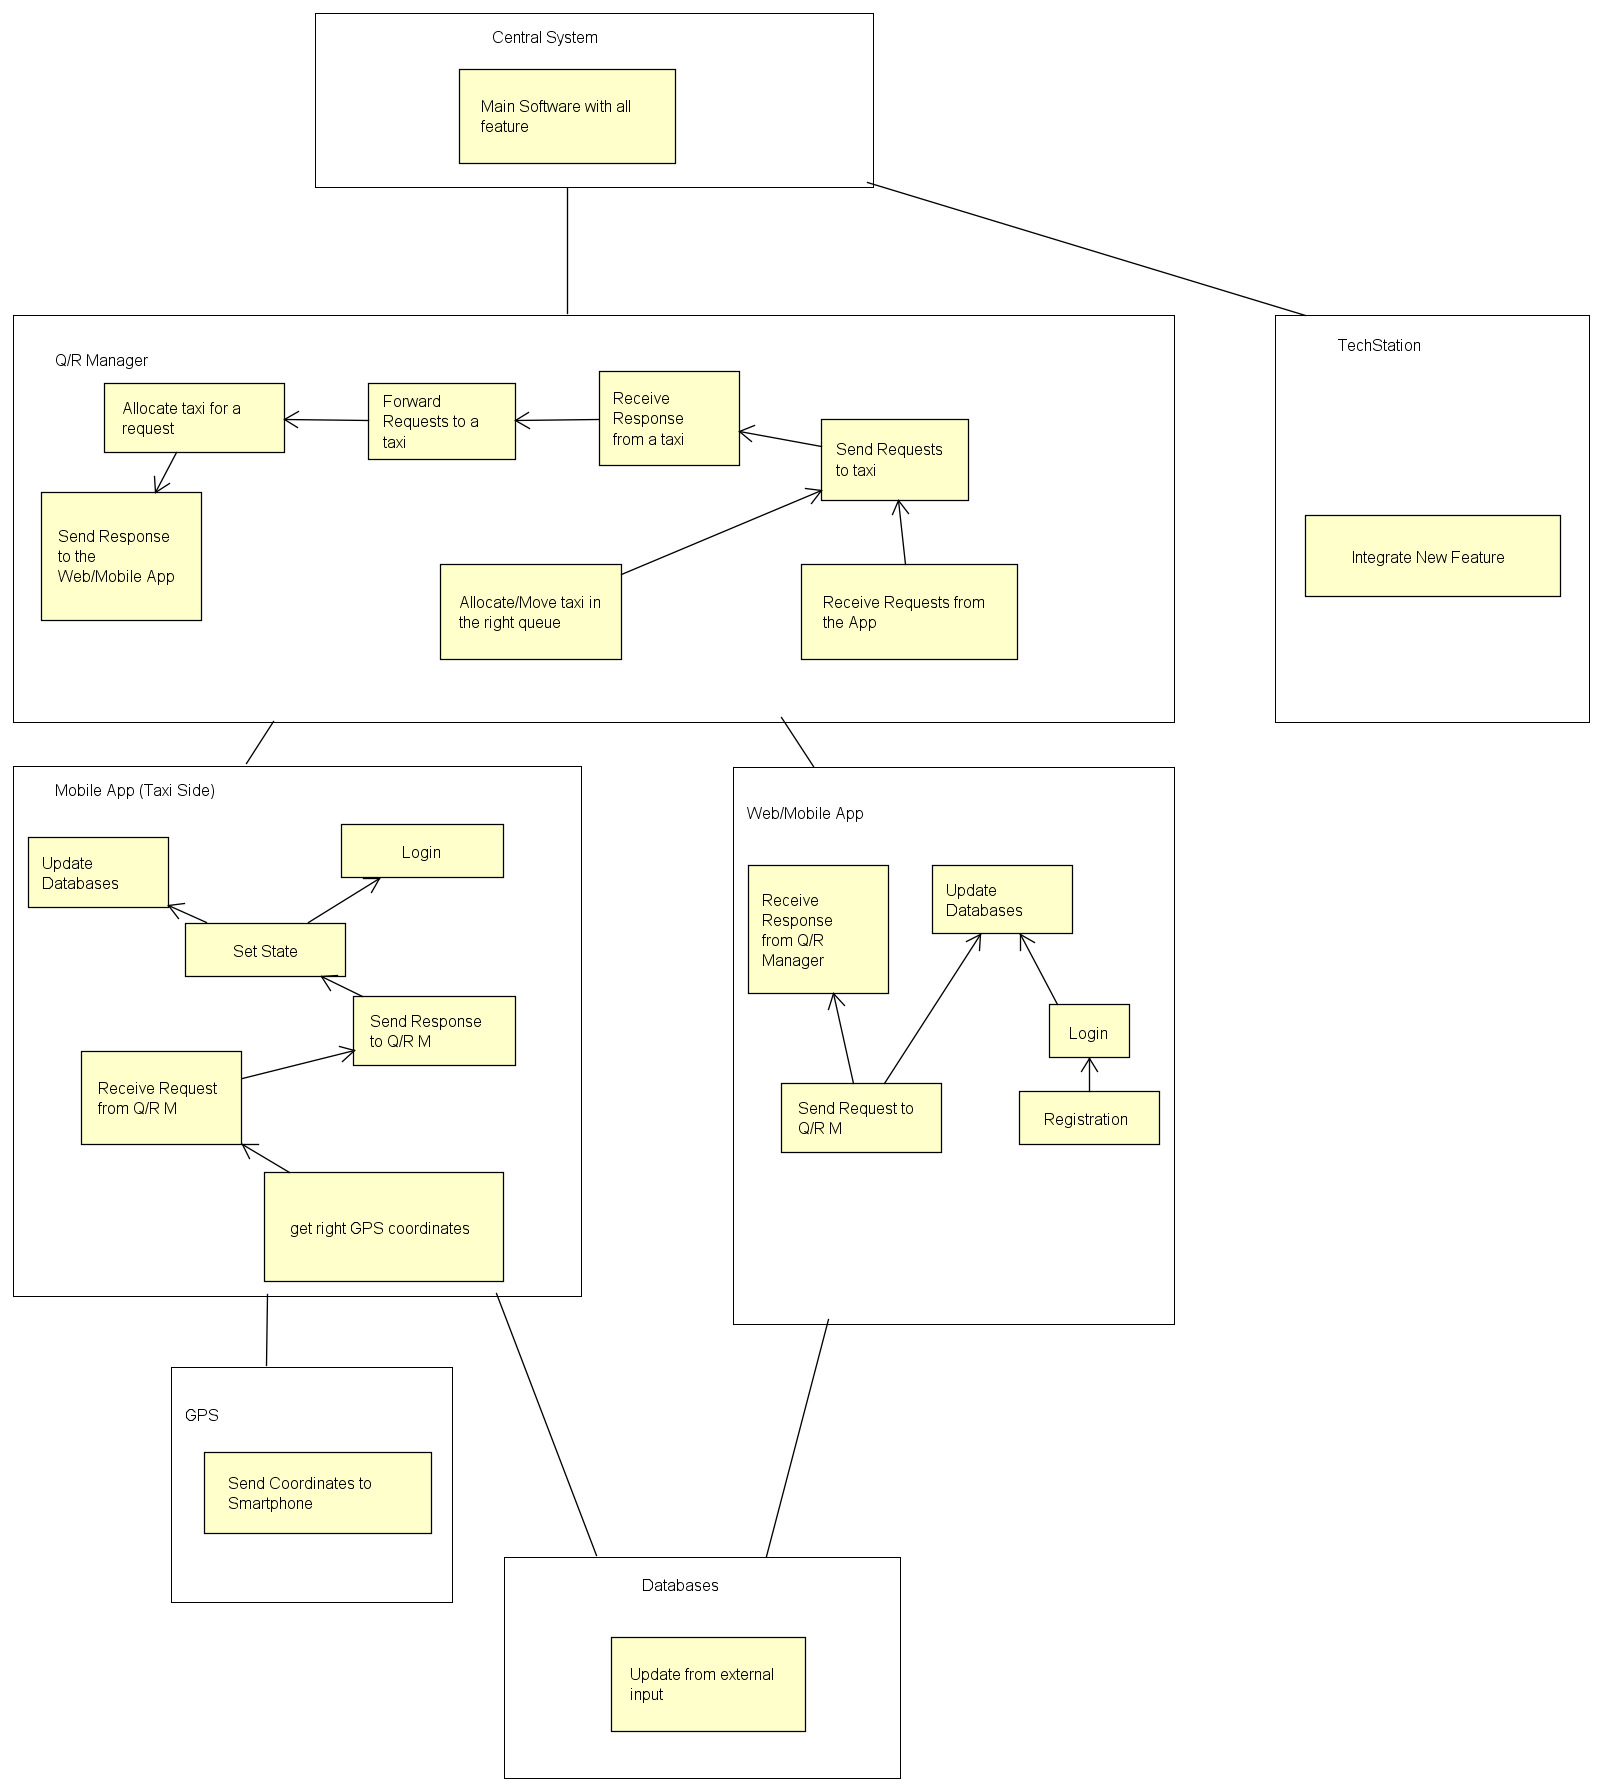 Central System
Main Software with all
feature
Q/R Manager
Allocate taxi for a
request
Forward
Requests to a
taxi
Receive
Response
from a taxi
Send Requests
to taxi
Send Response
to the
Web/Mobile App
Allocate/Move taxi in
the right queue
Receive Requests from
the App
TechStation
Integrate New Feature
Mobile App (Taxi Side)
Update
Databases
Login
Set State
Send Response
to Q/R M
Receive Request
from Q/R M
get right GPS coordinates
Web/Mobile App
Receive
Response
from Q/R
Manager
Update
Databases
Login
Send Request to
Q/R M
Registration
GPS
Send Coordinates to
Smartphone
Databases
Update from external
input